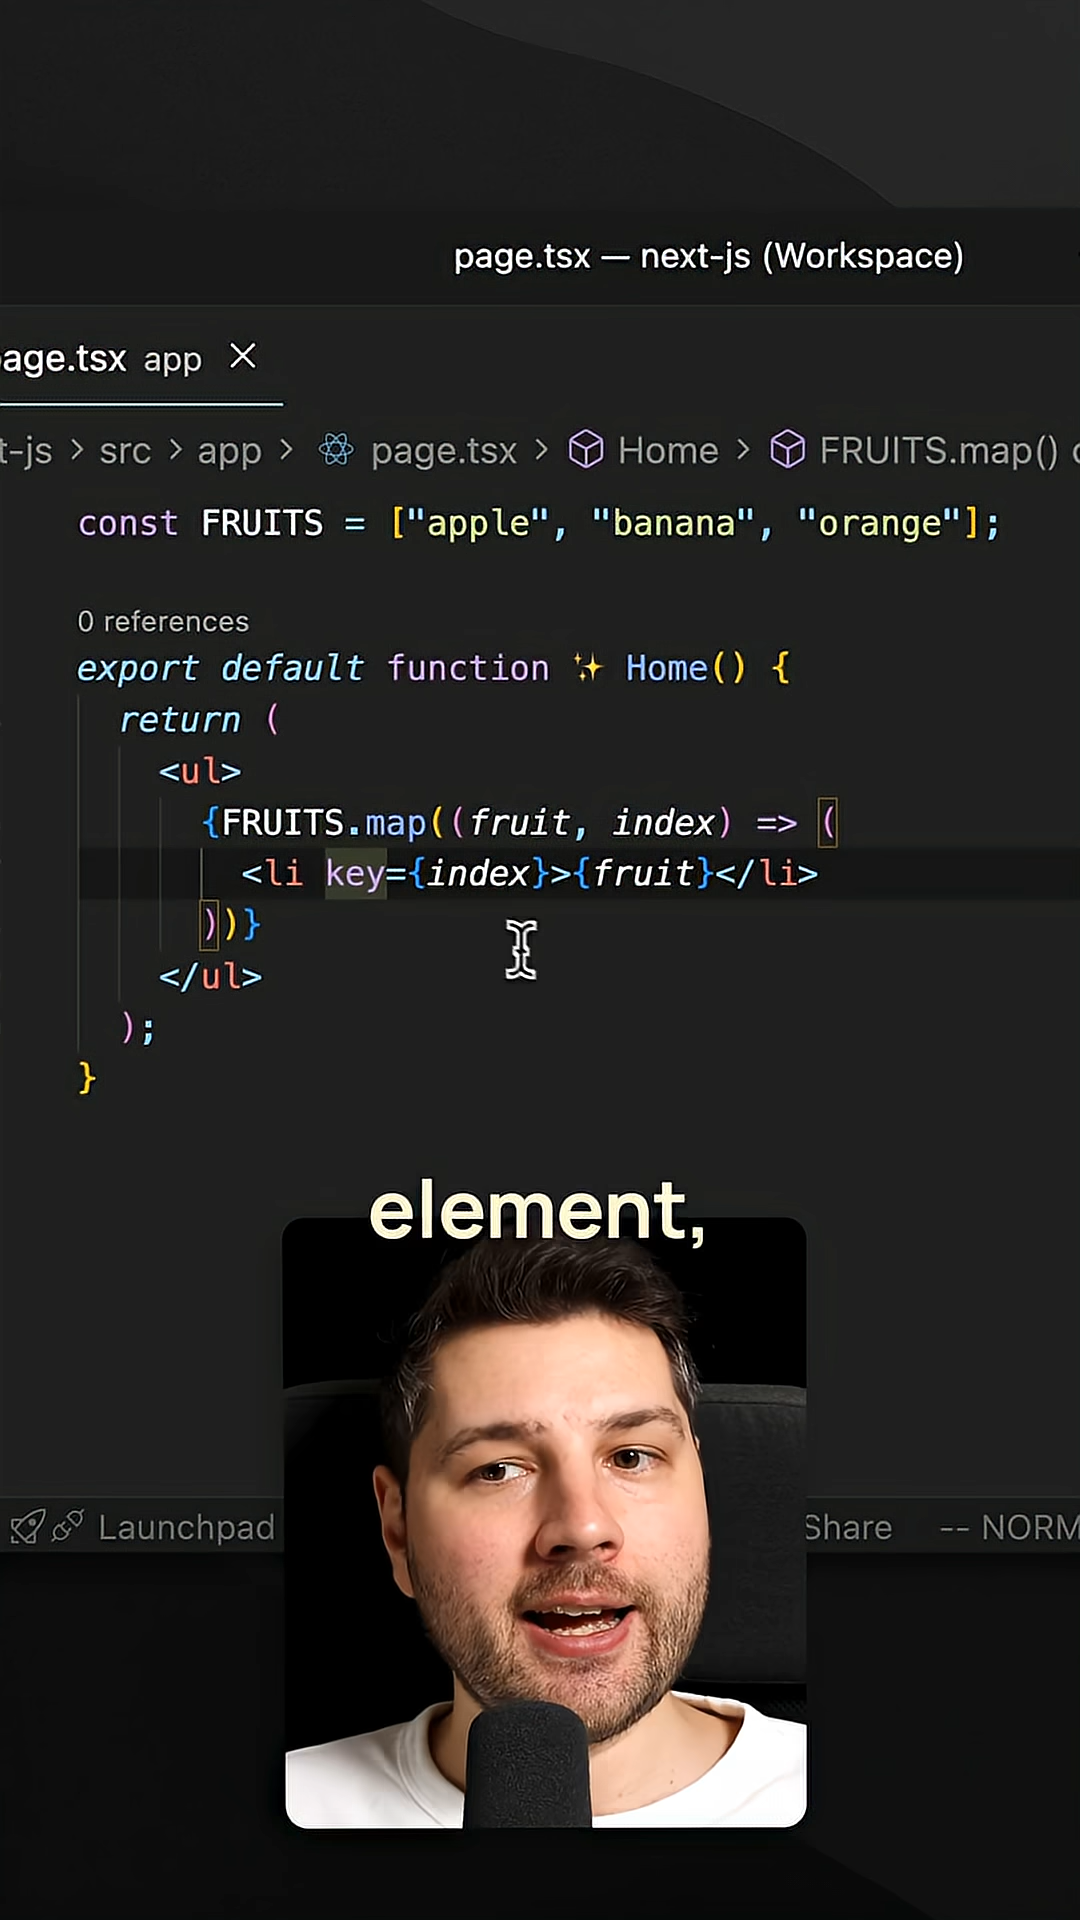 page.tsx — next-js (Workspace)
page.tsx app
t-js > src > app > page.tsx > Home > FRUITS.map()
const FRUITS = ["apple", "banana", "orange"];
0 references
export default function ✨ Home() {
return (
<ul>
{FRUITS.map((fruit, index) => (
<li key={index}>{fruit}</li>
))}
</ul>
);
}
element,
Launchpad
Share
-- NORM